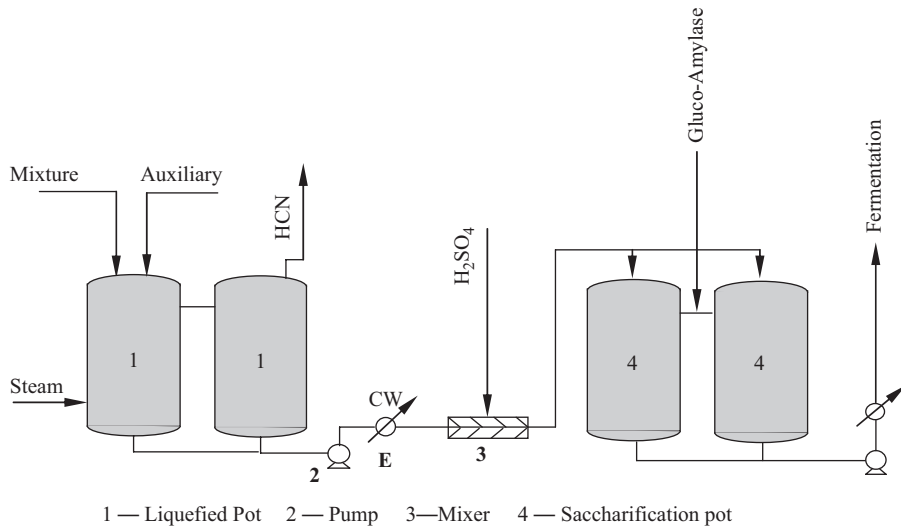 Mixture
Auxiliary
HCN
H₂SO₄
Gluco-Amylase
Fermentation
1
1
4
4
Steam
CW
2
E
3
1 — Liquefied Pot 2 — Pump 3—Mixer 4 — Saccharification pot